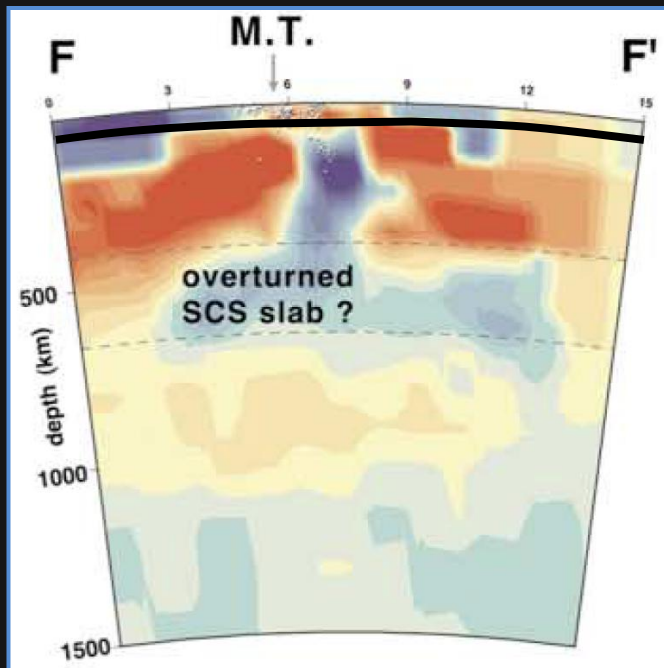 M.T.
F F'
0 3 6 9 12 15
overturned
SCS slab ?
500
depth (km)
1000
1500